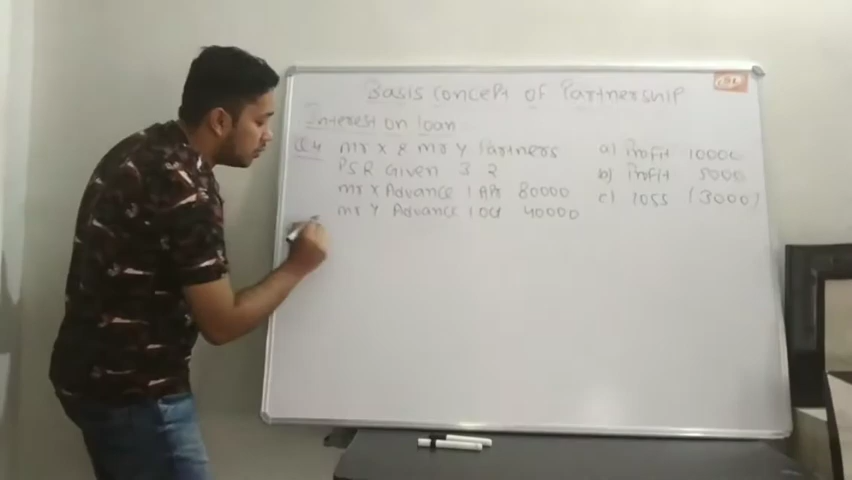 Basis Concept of Partnership
Interest on loan
Q4 mr x & mr y Partners
PSR Given 3 2
mr x Advance 1 Apr 80000
mr y Advance 1 Oct 40000
a) Profit 10000
b) Profit 5000
c) loss (3000)